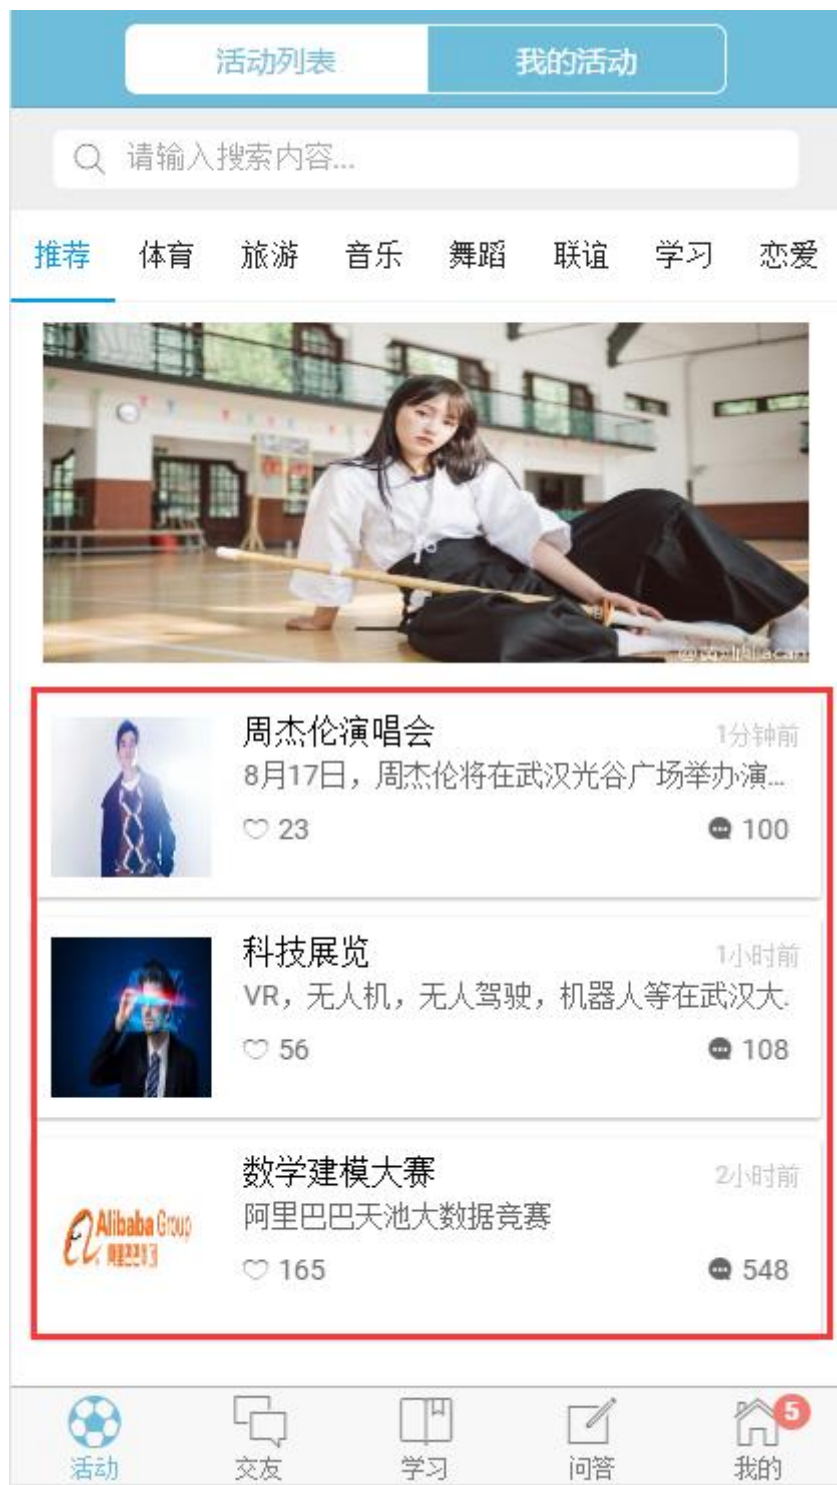 活动列表 我的活动
请输入搜索内容...
推荐 体育 旅游 音乐 舞蹈 联谊 学习 恋爱
周杰伦演唱会 1分钟前
8月17日，周杰伦将在武汉光谷广场举办演...
23 100
科技展览 1小时前
VR，无人机，无人驾驶，机器人等在武汉大.
56 108
数学建模大赛 2小时前
Alibaba Group
阿里巴巴天池大数据竞赛
165 548
5
活动 交友 学习 问答 我的